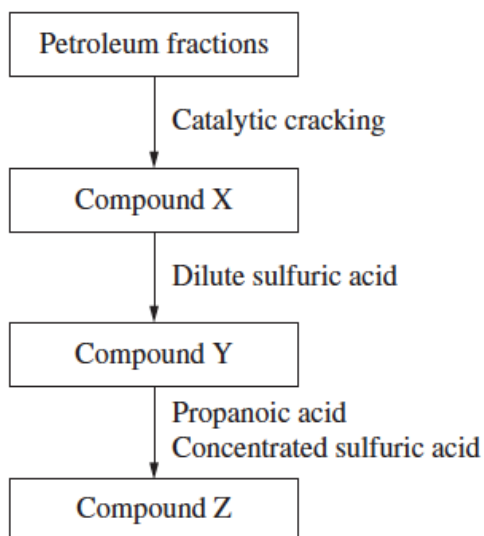 Petroleum fractions
Catalytic cracking
Compound X
Dilute sulfuric acid
Compound Y
Propanoic acid
Concentrated sulfuric acid
Compound Z